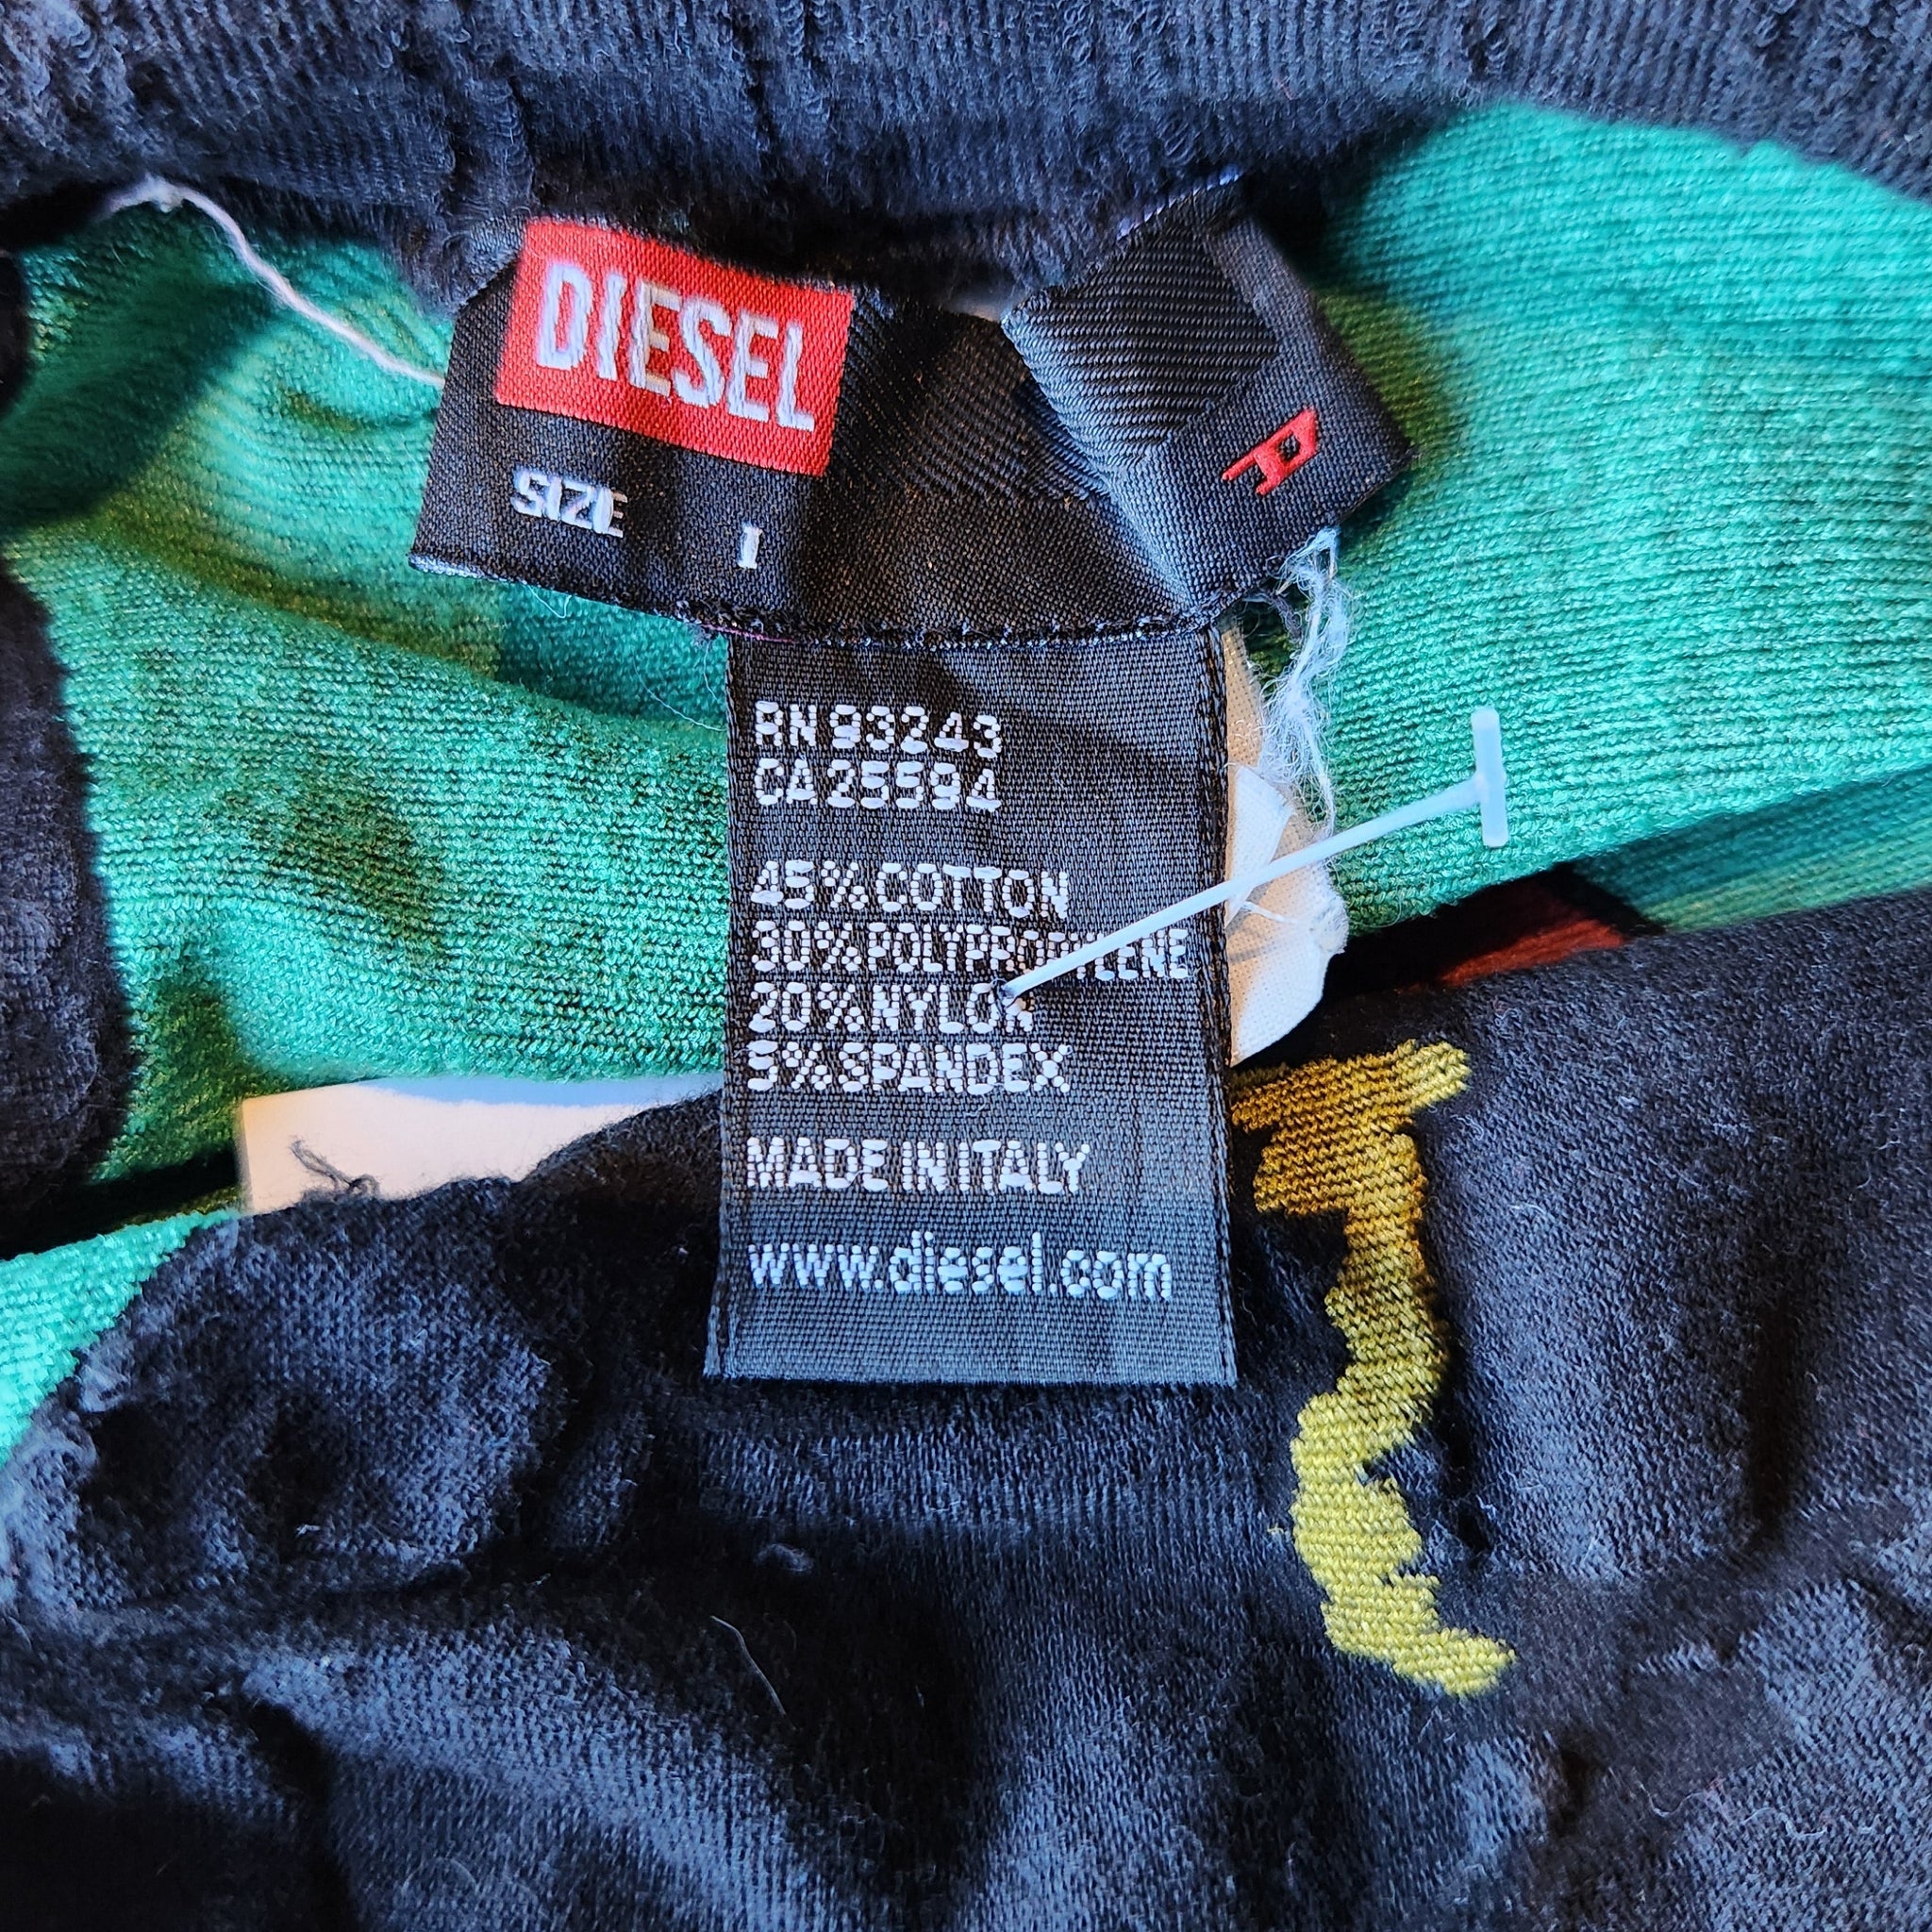 DIESEL
SIZE I
D
RN 93243
CA 25594
45% COTTON
30% POLYPROPYLENE
20% NYLON
5% SPANDEX
MADE IN ITALY
www.diesel.com